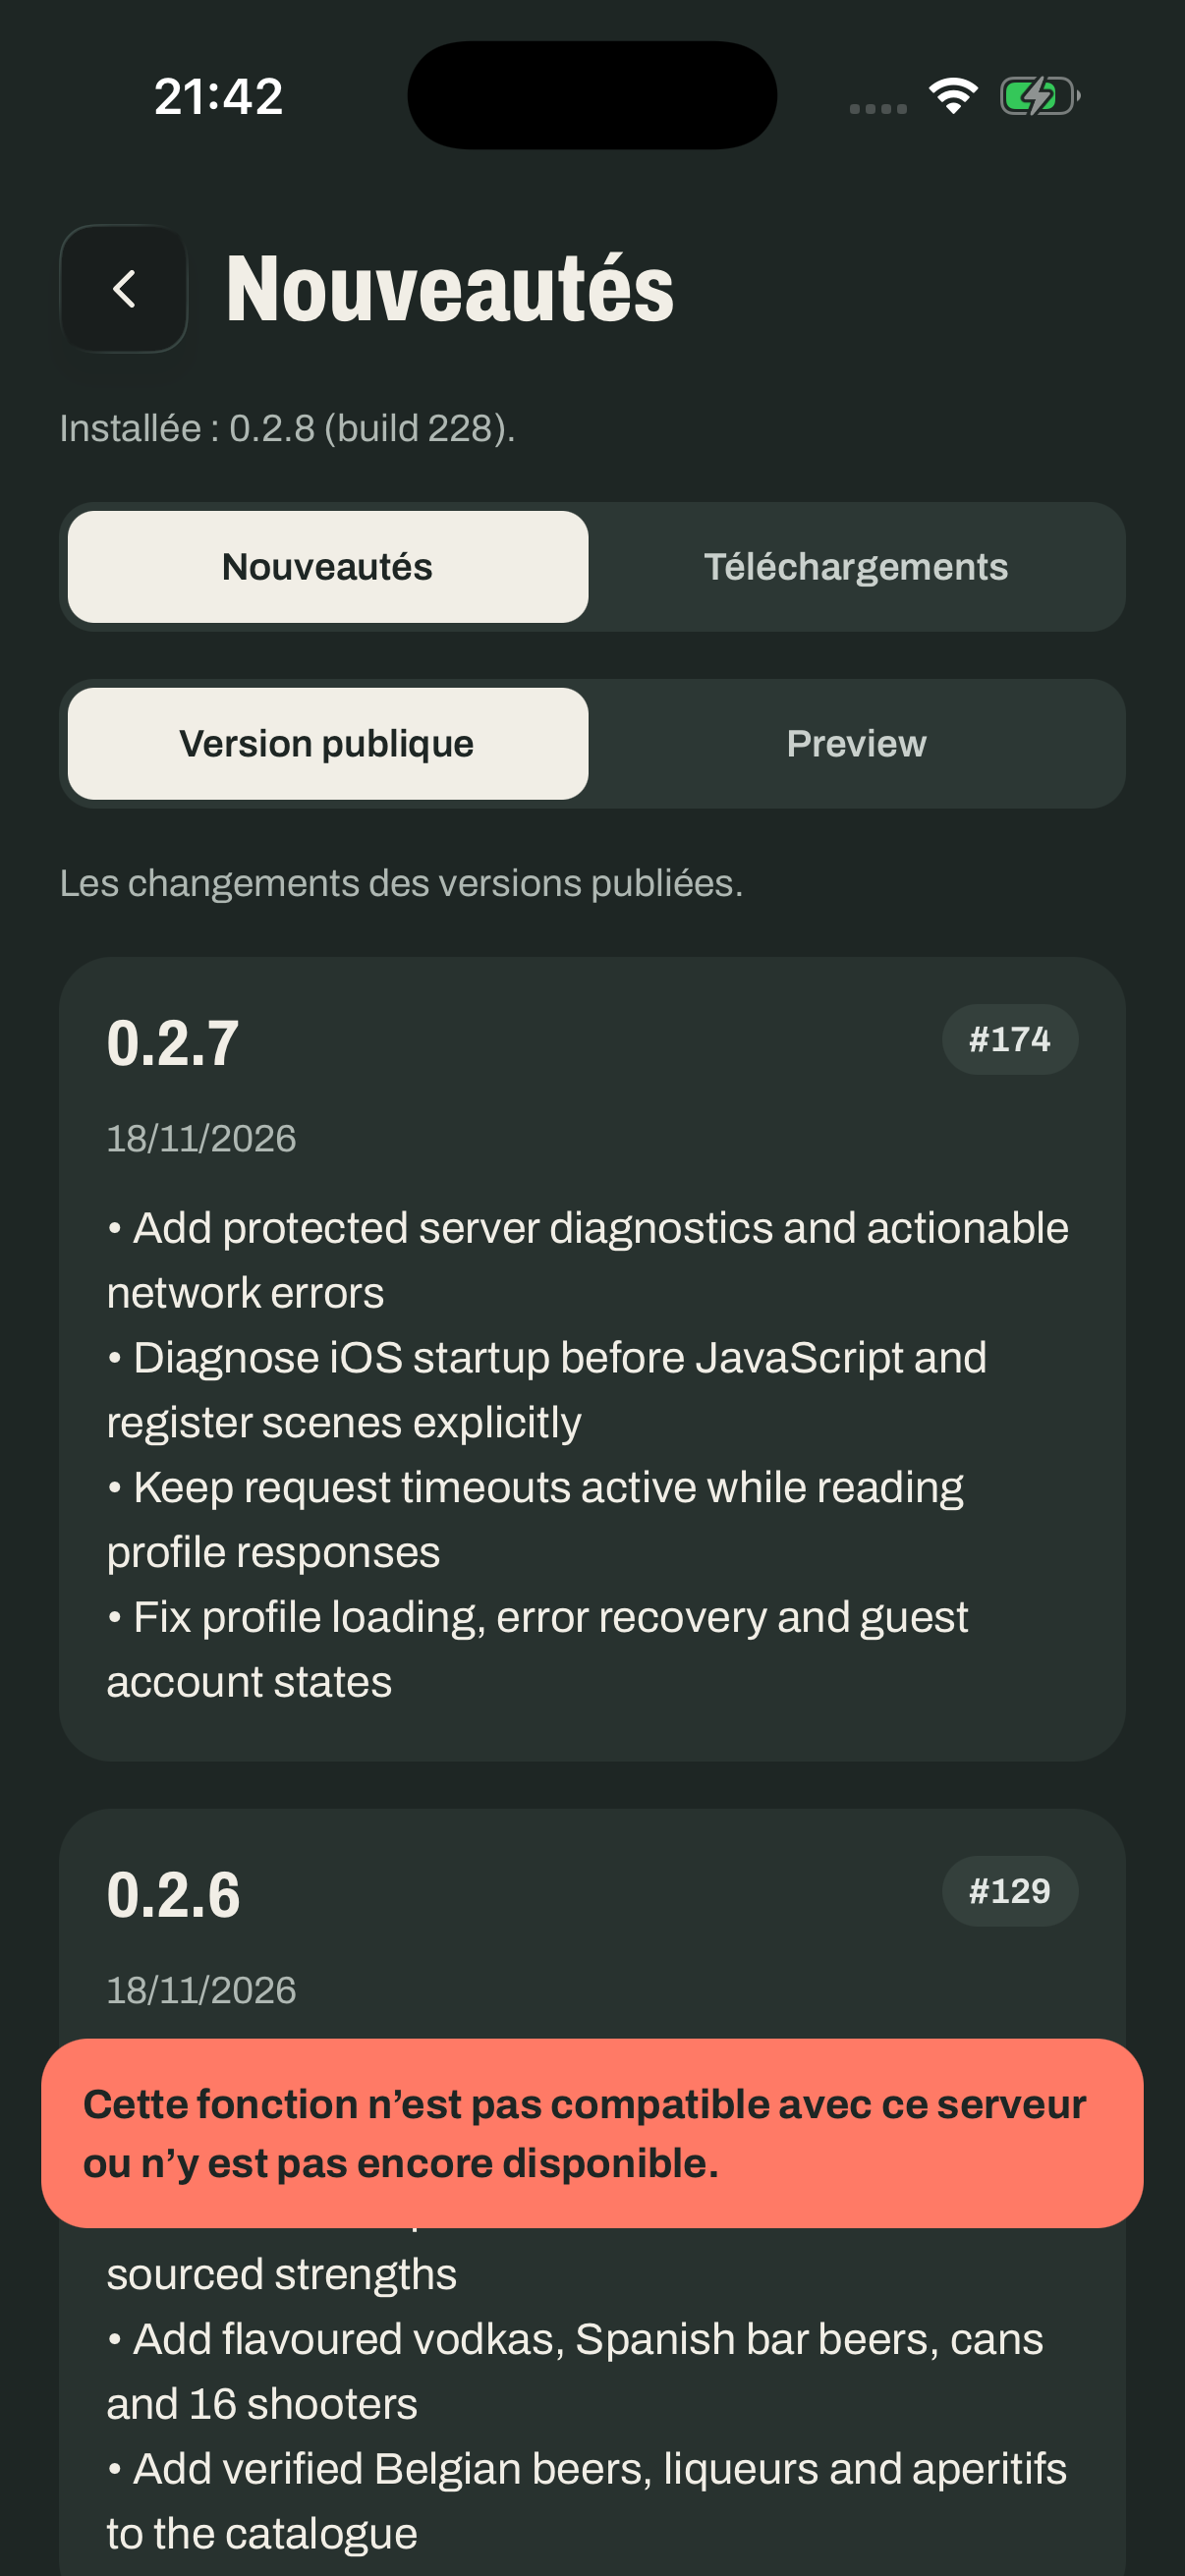 21:42
Nouveautés
Installée : 0.2.8 (build 228).
Nouveautés
Téléchargements
Version publique
Preview
Les changements des versions publiées.
0.2.7
#174
18/11/2026
• Add protected server diagnostics and actionable
network errors
• Diagnose iOS startup before JavaScript and
register scenes explicitly
• Keep request timeouts active while reading
profile responses
• Fix profile loading, error recovery and guest
account states
0.2.6
#129
18/11/2026
Cette fonction n’est pas compatible avec ce serveur
ou n’y est pas encore disponible.
sourced strengths
• Add flavoured vodkas, Spanish bar beers, cans
and 16 shooters
• Add verified Belgian beers, liqueurs and aperitifs
to the catalogue